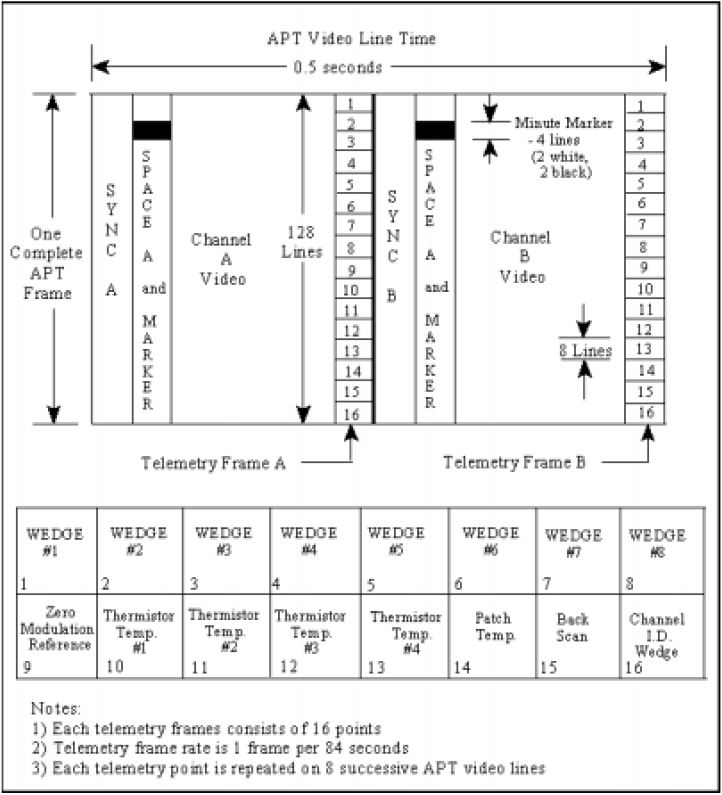 APT Video Line Time
0.5 seconds
One
Complete
APT
Frame
SYNC A
SPACE A and MARKER
Channel
A
Video
128
Lines
1
2
3
4
5
6
7
8
9
10
11
12
13
14
15
16
SYNC B
SPACE A and MARKER
Minute Marker
- 4 lines
(2 white,
2 black)
Channel
B
Video
8 Lines
1
2
3
4
5
6
7
8
9
10
11
12
13
14
15
16
Telemetry Frame A
Telemetry Frame B
WEDGE
#1
1
WEDGE
#2
2
WEDGE
#3
3
WEDGE
#4
4
WEDGE
#5
5
WEDGE
#6
6
WEDGE
#7
7
WEDGE
#8
8
Zero
Modulation
Reference
9
Thermistor
Temp.
#1
10
Thermistor
Temp.
#2
11
Thermistor
Temp.
#3
12
Thermistor
Temp.
#4
13
Patch
Temp.
14
Back
Scan
15
Channel
I.D.
Wedge
16
Notes:
1) Each telemetry frames consists of 16 points
2) Telemetry frame rate is 1 frame per 84 seconds
3) Each telemetry point is repeated on 8 successive APT video lines